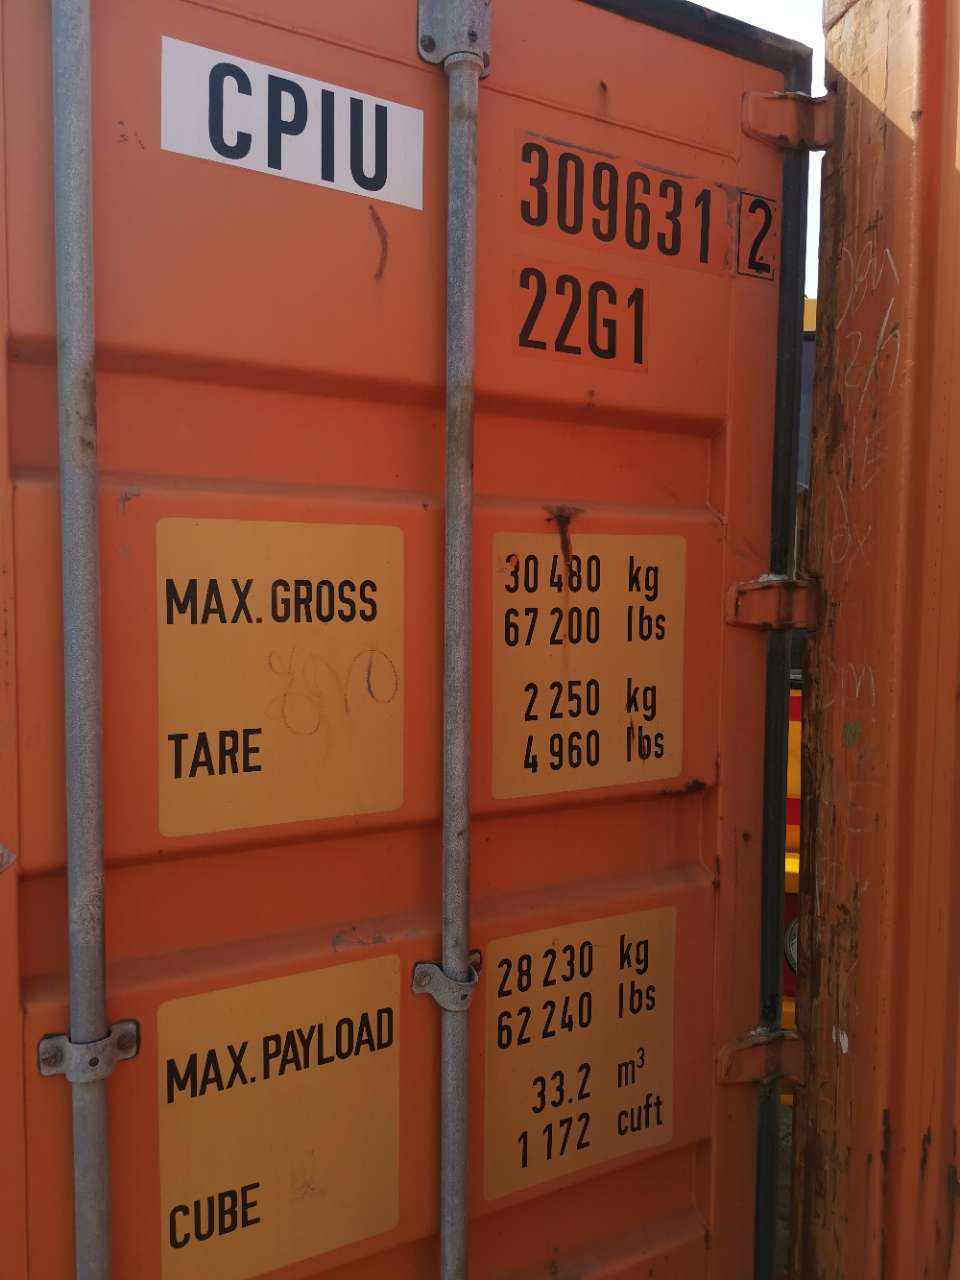 CPIU
309631 2
22G1
MAX. GROSS
30 480 kg
67 200 lbs
TARE
2 250 kg
4 960 lbs
MAX. PAYLOAD
28 230 kg
62 240 lbs
CUBE
33.2 m³
1 172 cuft